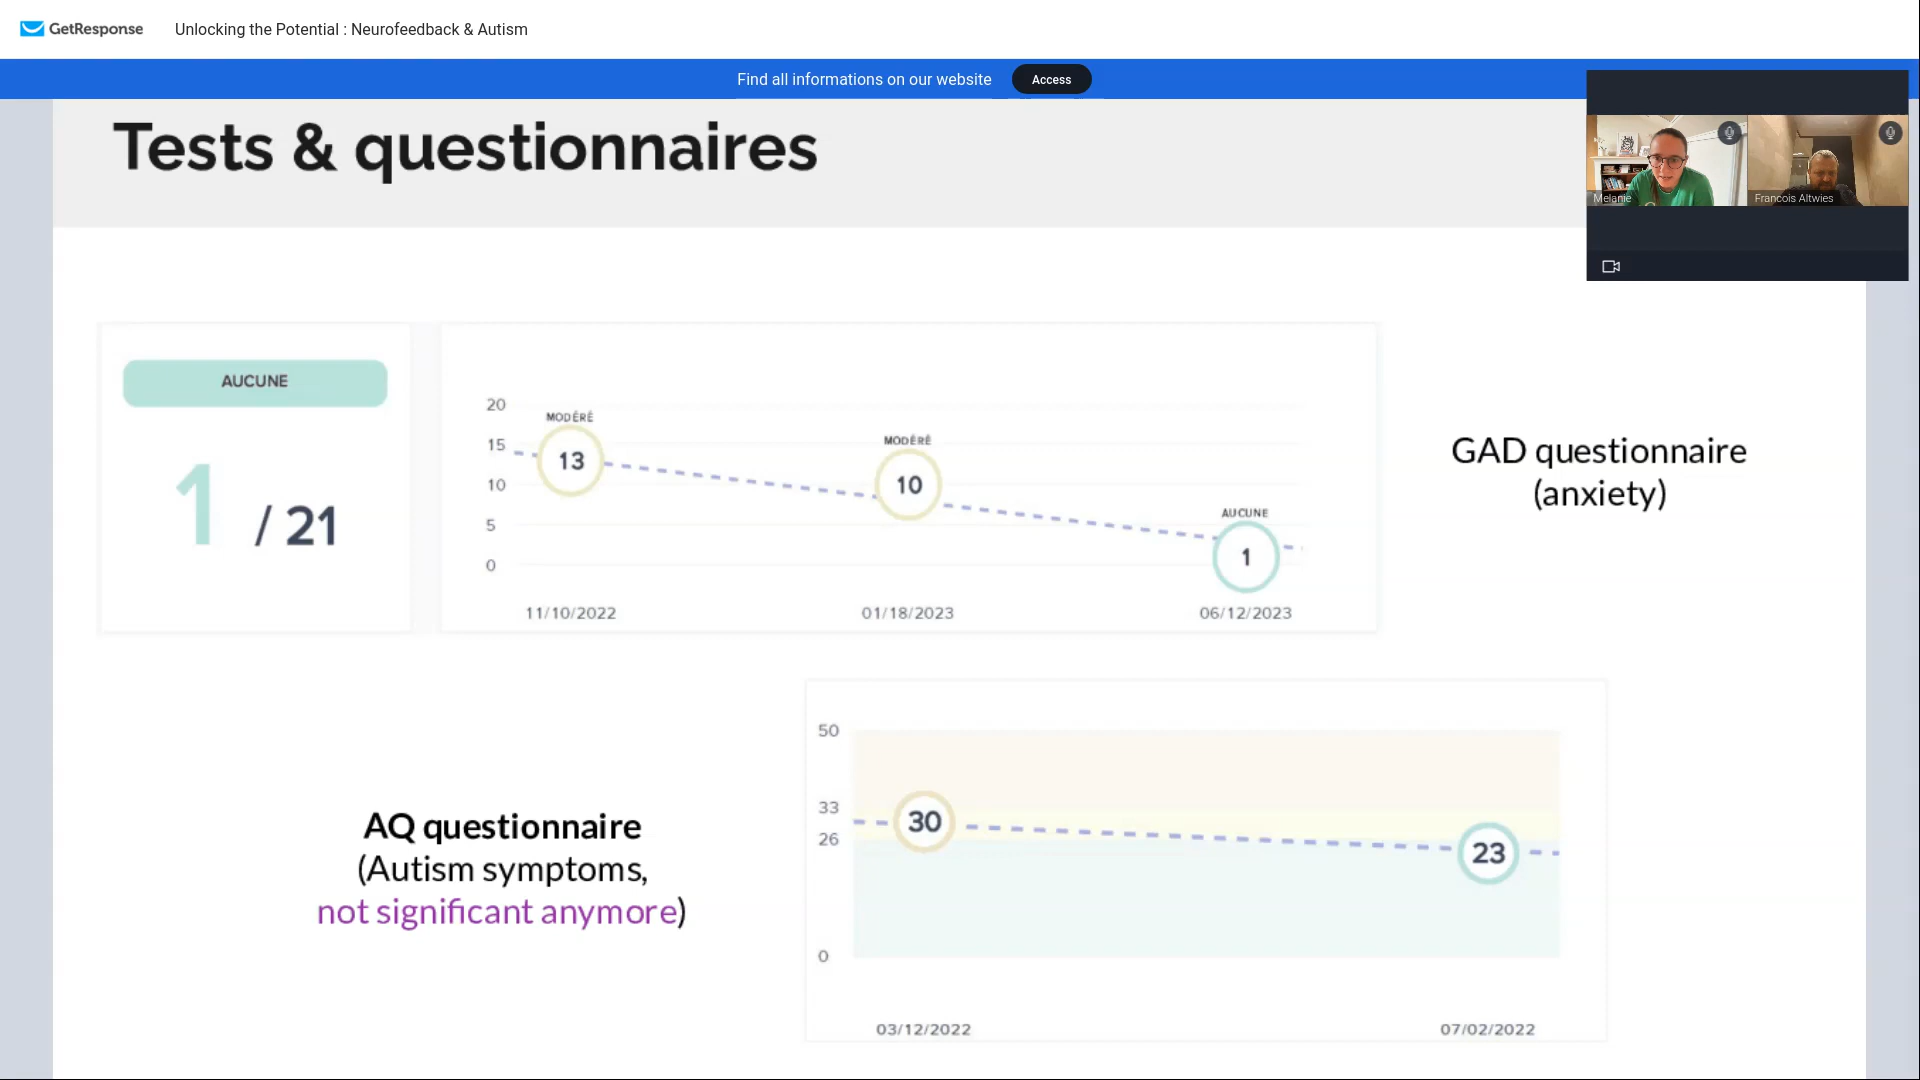 GetResponse
Unlocking the Potential : Neurofeedback & Autism
Find all informations on our website
Access
Tests & questionnaires
Melanie
Francois Altwies
AUCUNE
1 / 21
20
15
10
5
0
MODÉRÉ
13
MODÉRÉ
10
AUCUNE
1
11/10/2022
01/18/2023
06/12/2023
GAD questionnaire
(anxiety)
AQ questionnaire
(Autism symptoms,
not significant anymore)
50
33
26
0
30
23
03/12/2022
07/02/2022